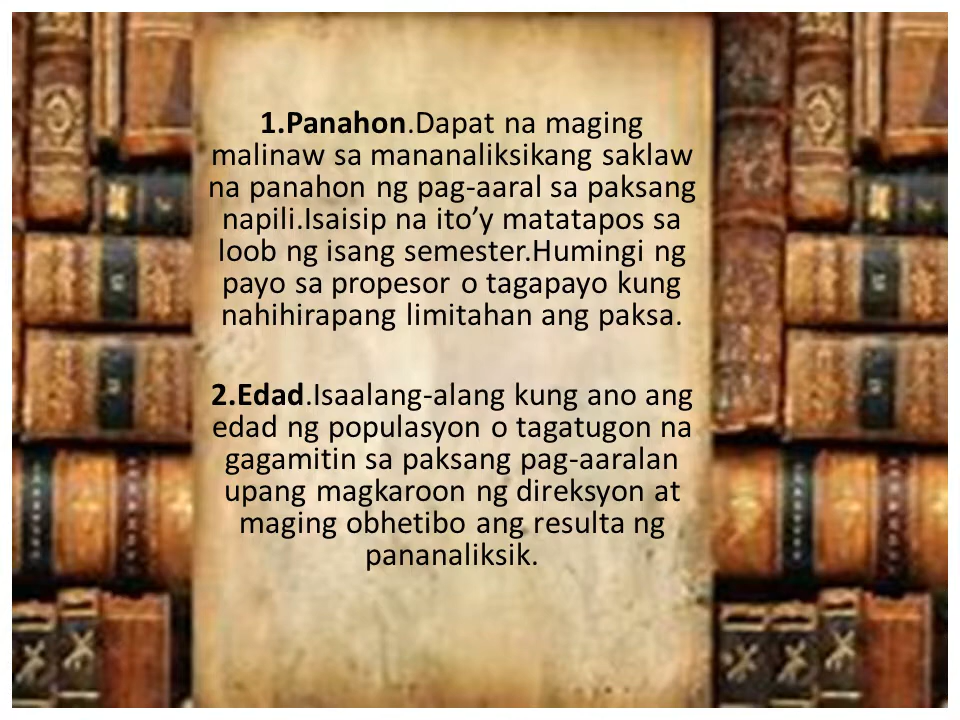 1.Panahon.Dapat na maging
malinaw sa mananaliksikang saklaw
na panahon ng pag-aaral sa paksang
napili.Isaisip na ito’y matatapos sa
loob ng isang semester.Humingi ng
payo sa propesor o tagapayo kung
nahihirapang limitahan ang paksa.
2.Edad.Isaalang-alang kung ano ang
edad ng populasyon o tagatugon na
gagamitin sa paksang pag-aaralan
upang magkaroon ng direksyon at
maging obhetibo ang resulta ng
pananaliksik.